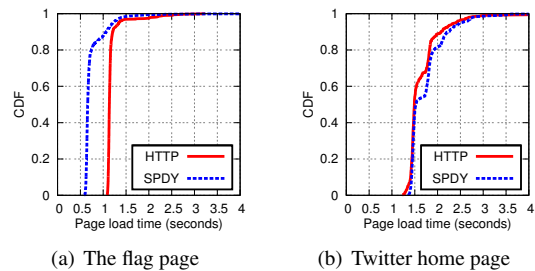 1
0.8
0.6
0.4
0.2
0
CDF
HTTP
SPDY
0 0.5 1 1.5 2 2.5 3 3.5 4
Page load time (seconds)
(a) The flag page
1
0.8
0.6
0.4
0.2
0
CDF
HTTP
SPDY
0 0.5 1 1.5 2 2.5 3 3.5 4
Page load time (seconds)
(b) Twitter home page